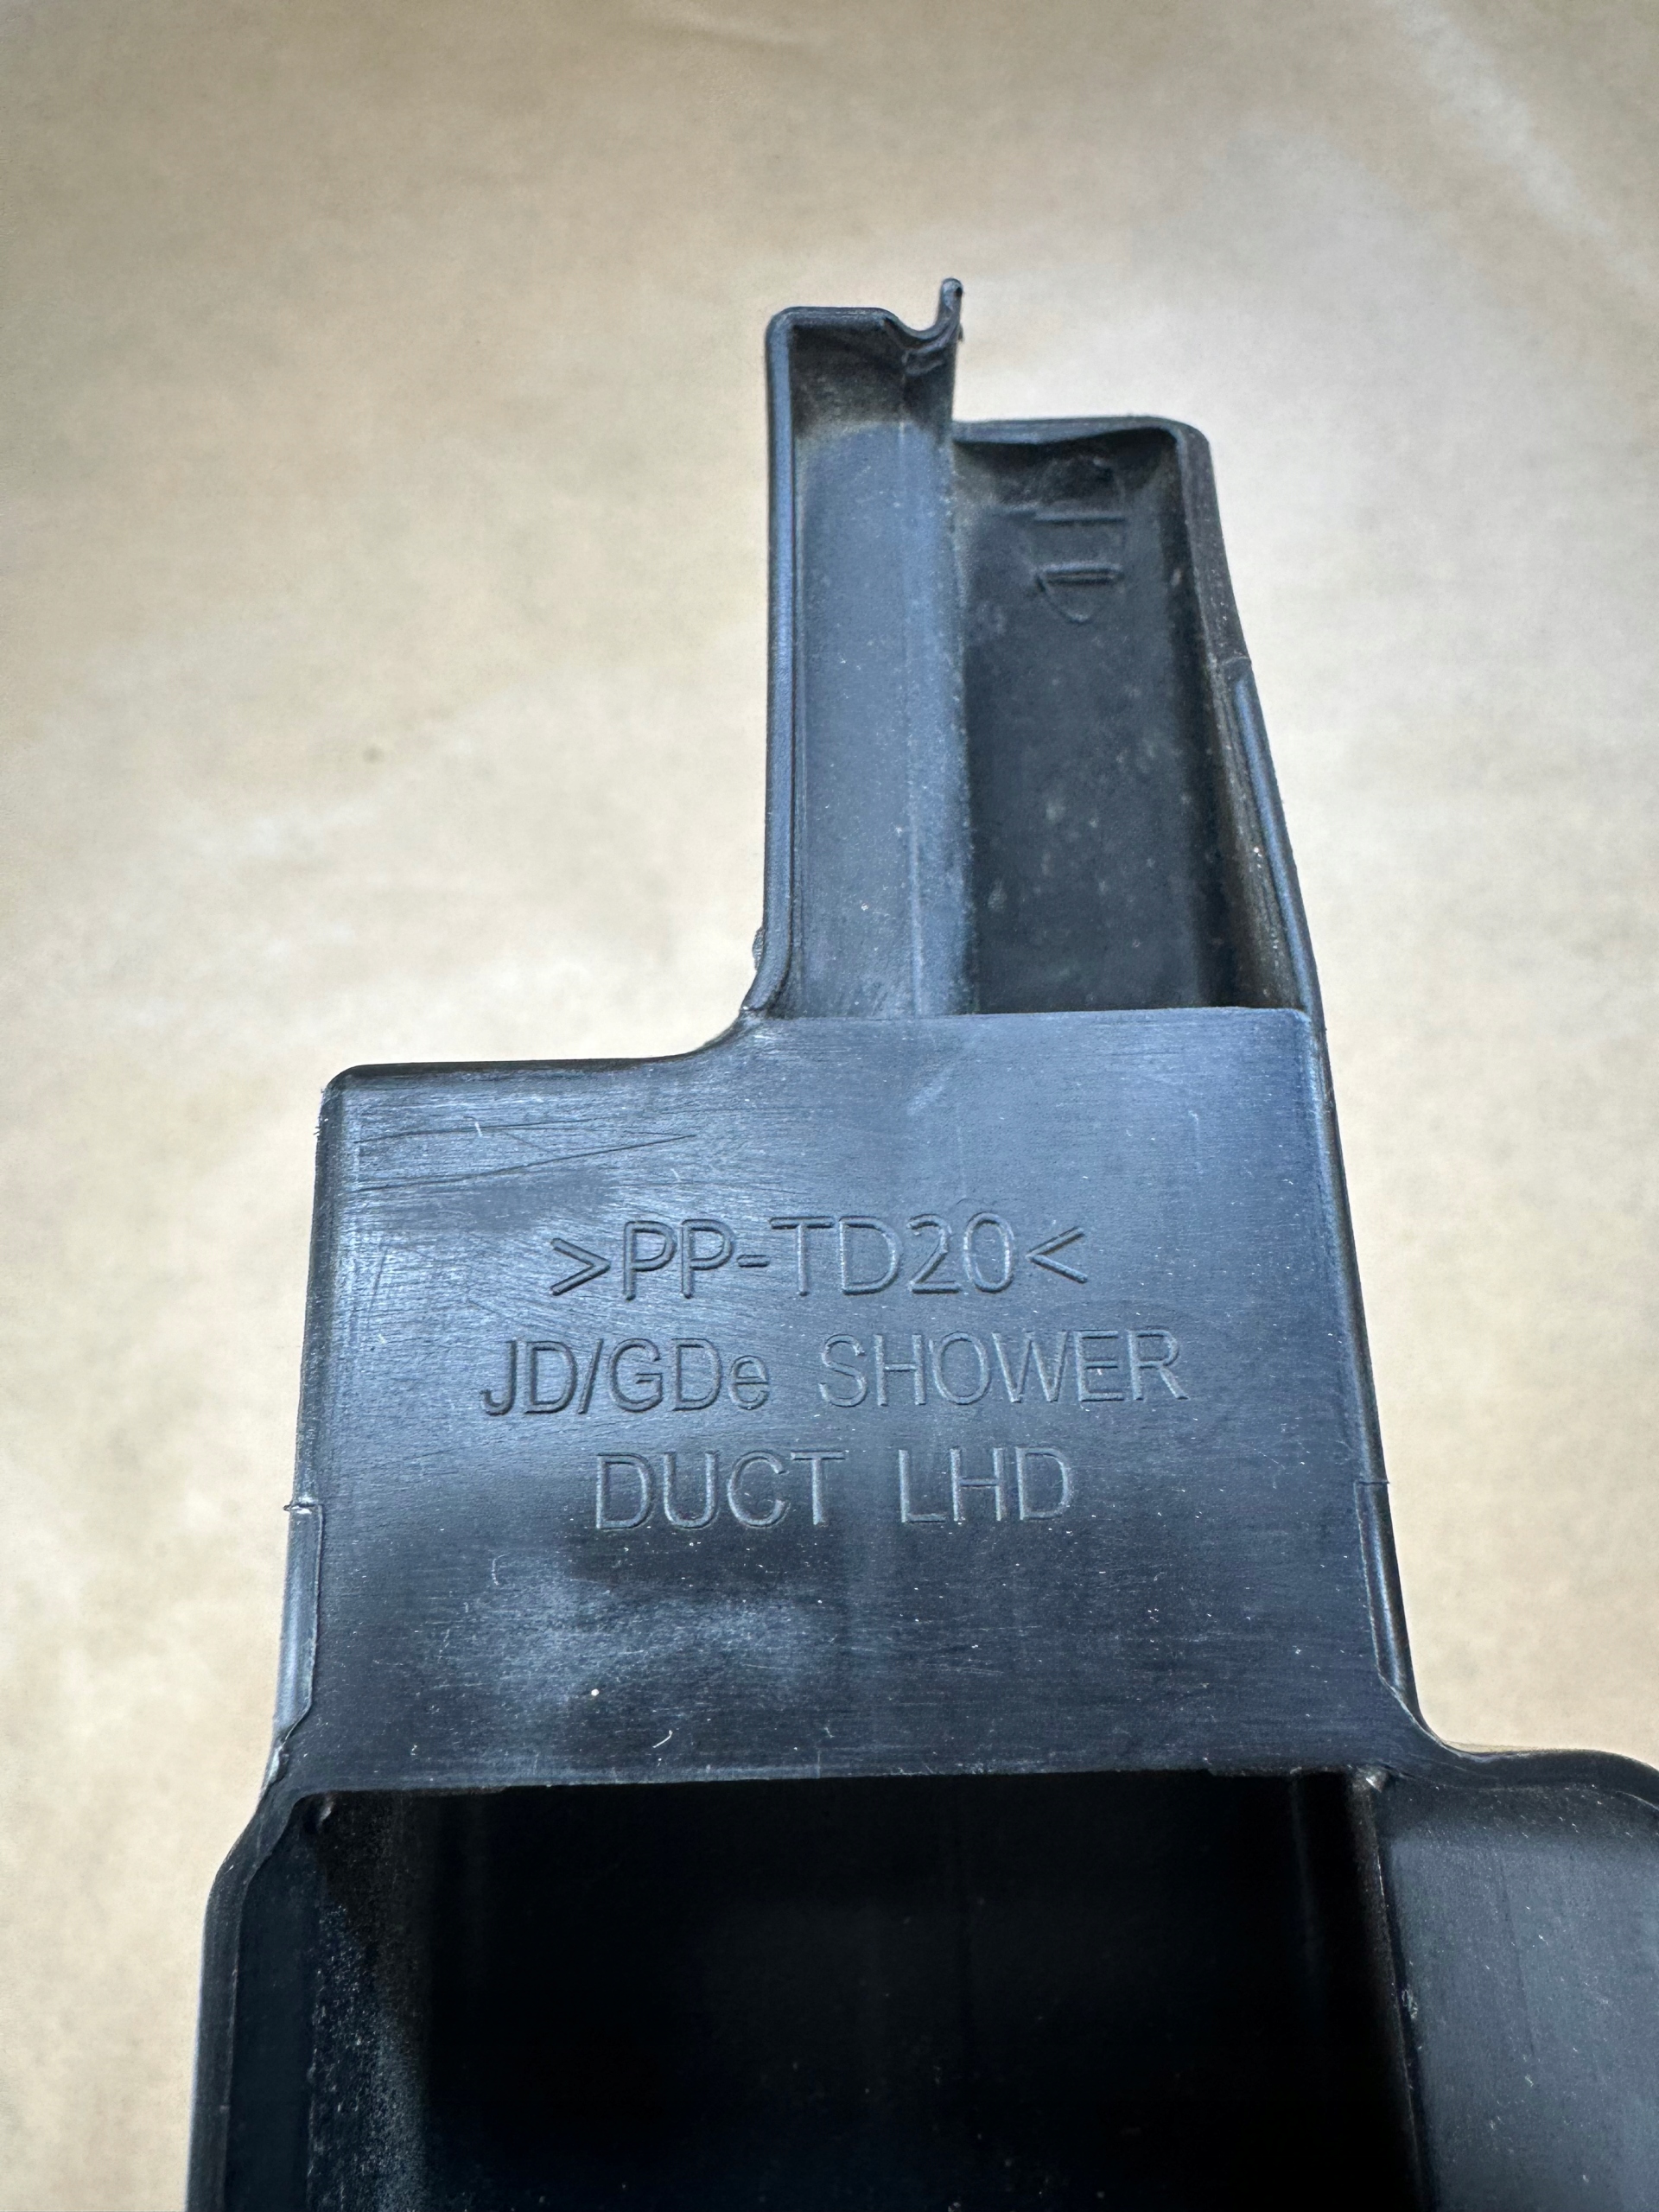 >PP-TD20<
JD/GDe SHOWER
DUCT LHD